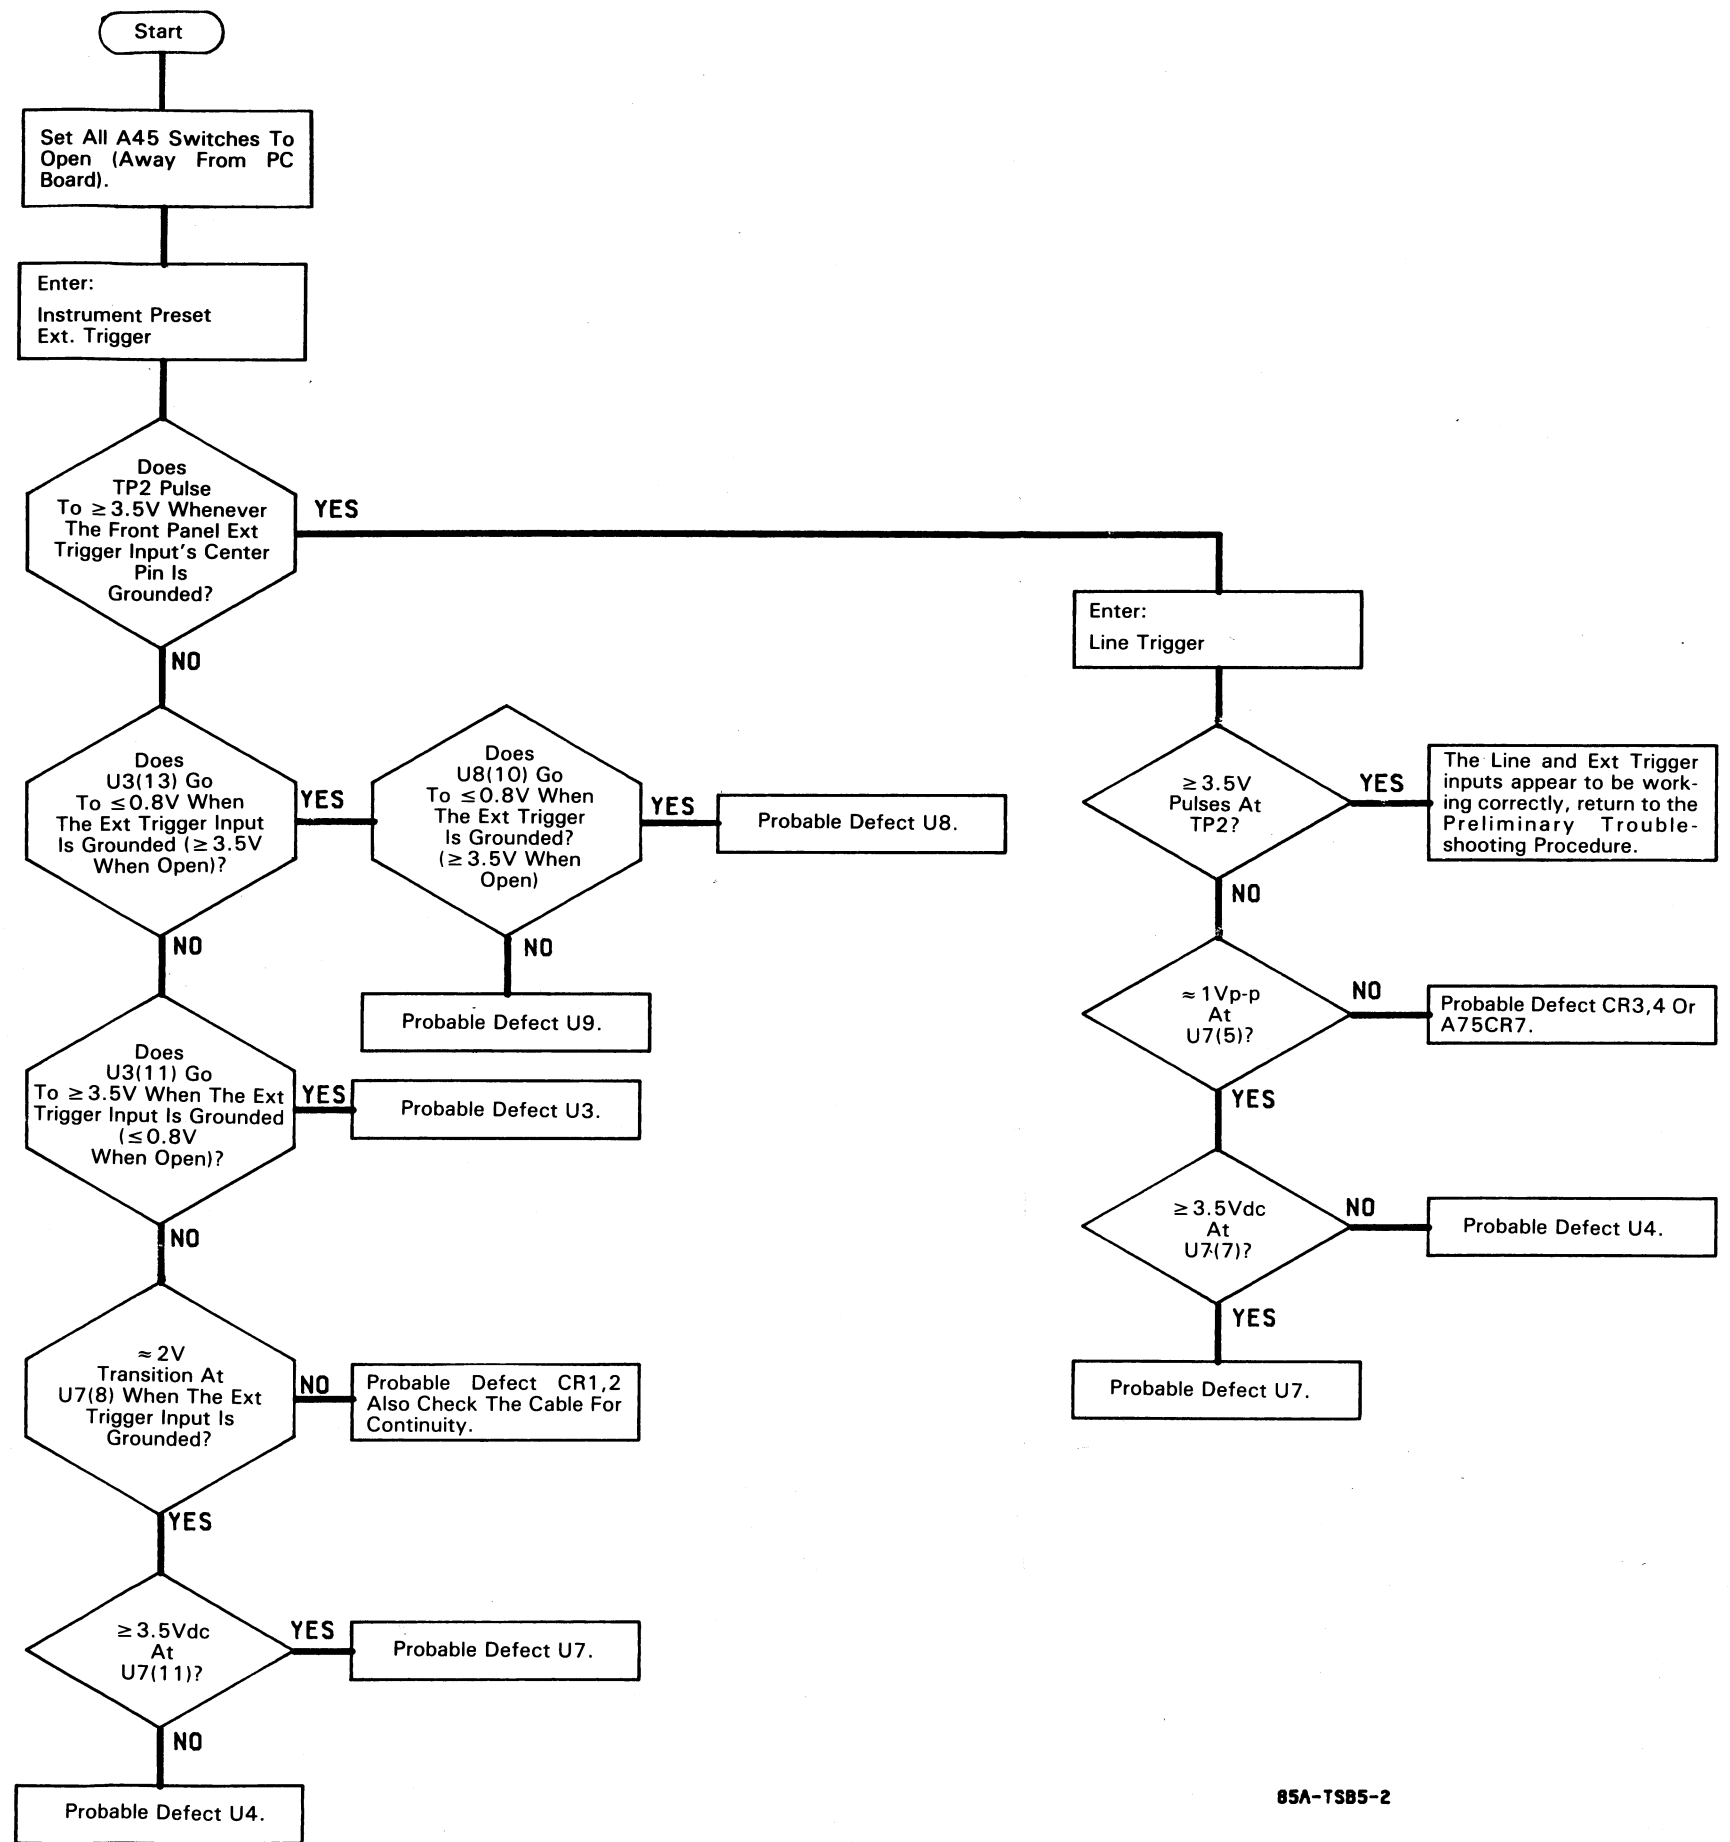 Start
Set All A45 Switches To
Open (Away From PC
Board).
Enter:
Instrument Preset
Ext. Trigger
Does
TP2 Pulse
To ≥3.5V Whenever
The Front Panel Ext
Trigger Input's Center
Pin Is
Grounded?
YES
NO
Does
U3(13) Go
To ≤0.8V When
The Ext Trigger Input
Is Grounded (≥3.5V
When Open)?
YES
NO
Does
U8(10) Go
To ≤0.8V When
The Ext Trigger
Is Grounded?
(≥3.5V When
Open)
YES
Probable Defect U8.
NO
Probable Defect U9.
Does
U3(11) Go
To ≥3.5V When The Ext
Trigger Input Is Grounded
(≤0.8V
When Open)?
YES
Probable Defect U3.
NO
≈2V
Transition At
U7(8) When The Ext
Trigger Input Is
Grounded?
NO
Probable Defect CR1,2
Also Check The Cable For
Continuity.
YES
≥3.5Vdc
At
U7(11)?
YES
Probable Defect U7.
NO
Probable Defect U4.
Enter:
Line Trigger
≥3.5V
Pulses At
TP2?
YES
The Line and Ext Trigger
inputs appear to be work-
ing correctly, return to the
Preliminary Trouble-
shooting Procedure.
NO
≈1Vp-p
At
U7(5)?
NO
Probable Defect CR3,4 Or
A75CR7.
YES
≥3.5Vdc
At
U7(7)?
NO
Probable Defect U4.
YES
Probable Defect U7.
85A-TSB5-2